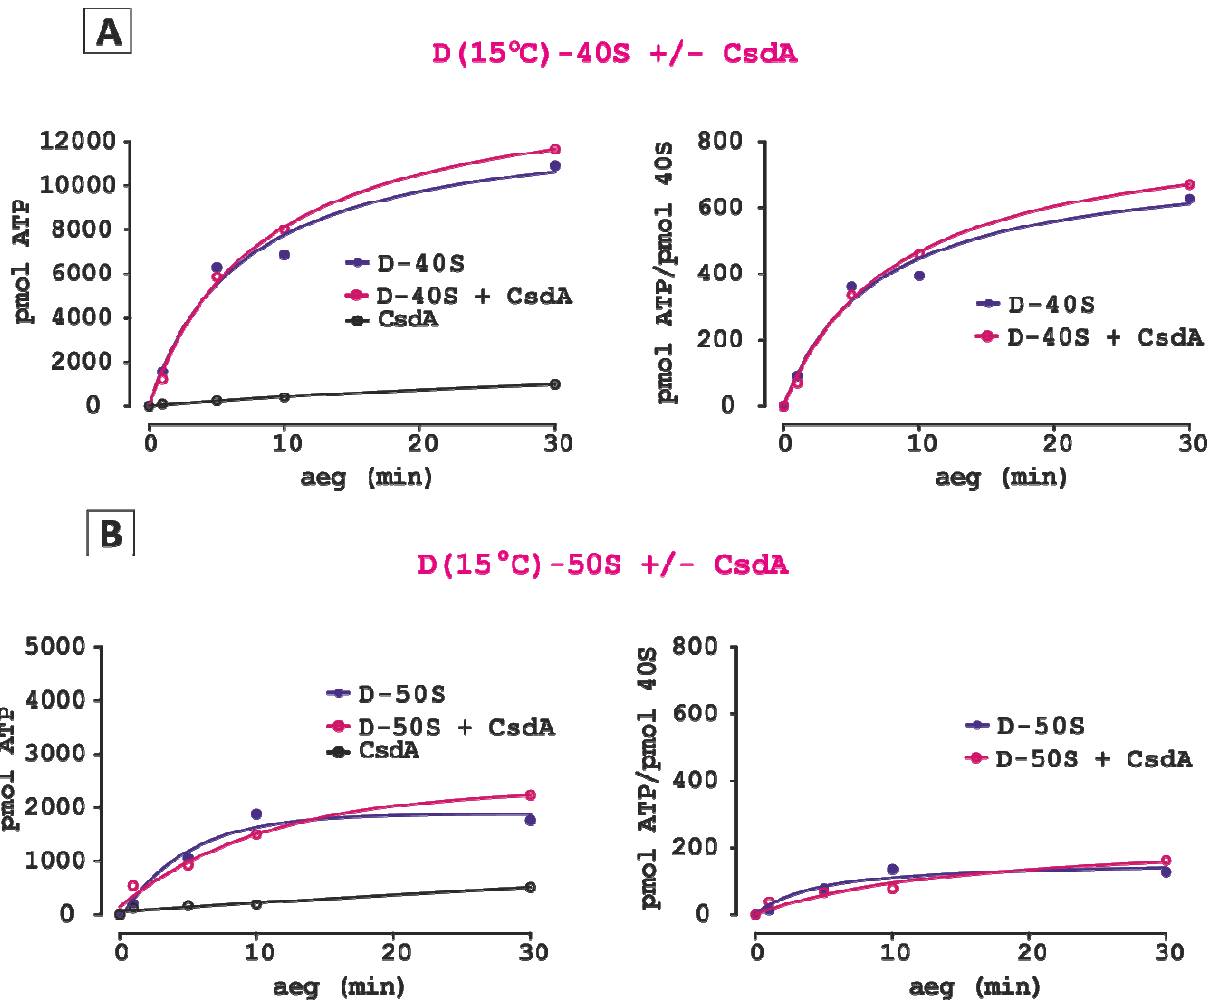 A
D(15°C)-40S +/- CsdA
12000
10000
8000
6000
4000
2000
0
pmol ATP
D-40S
D-40S + CsdA
CsdA
0 10 20 30
aeg (min)
800
600
400
200
0
pmol ATP/pmol 40S
D-40S
D-40S + CsdA
0 10 20 30
aeg (min)
B
D(15°C)-50S +/- CsdA
5000
4000
3000
2000
1000
0
pmol ATP
D-50S
D-50S + CsdA
CsdA
0 10 20 30
aeg (min)
800
600
400
200
0
pmol ATP/pmol 40S
D-50S
D-50S + CsdA
0 10 20 30
aeg (min)